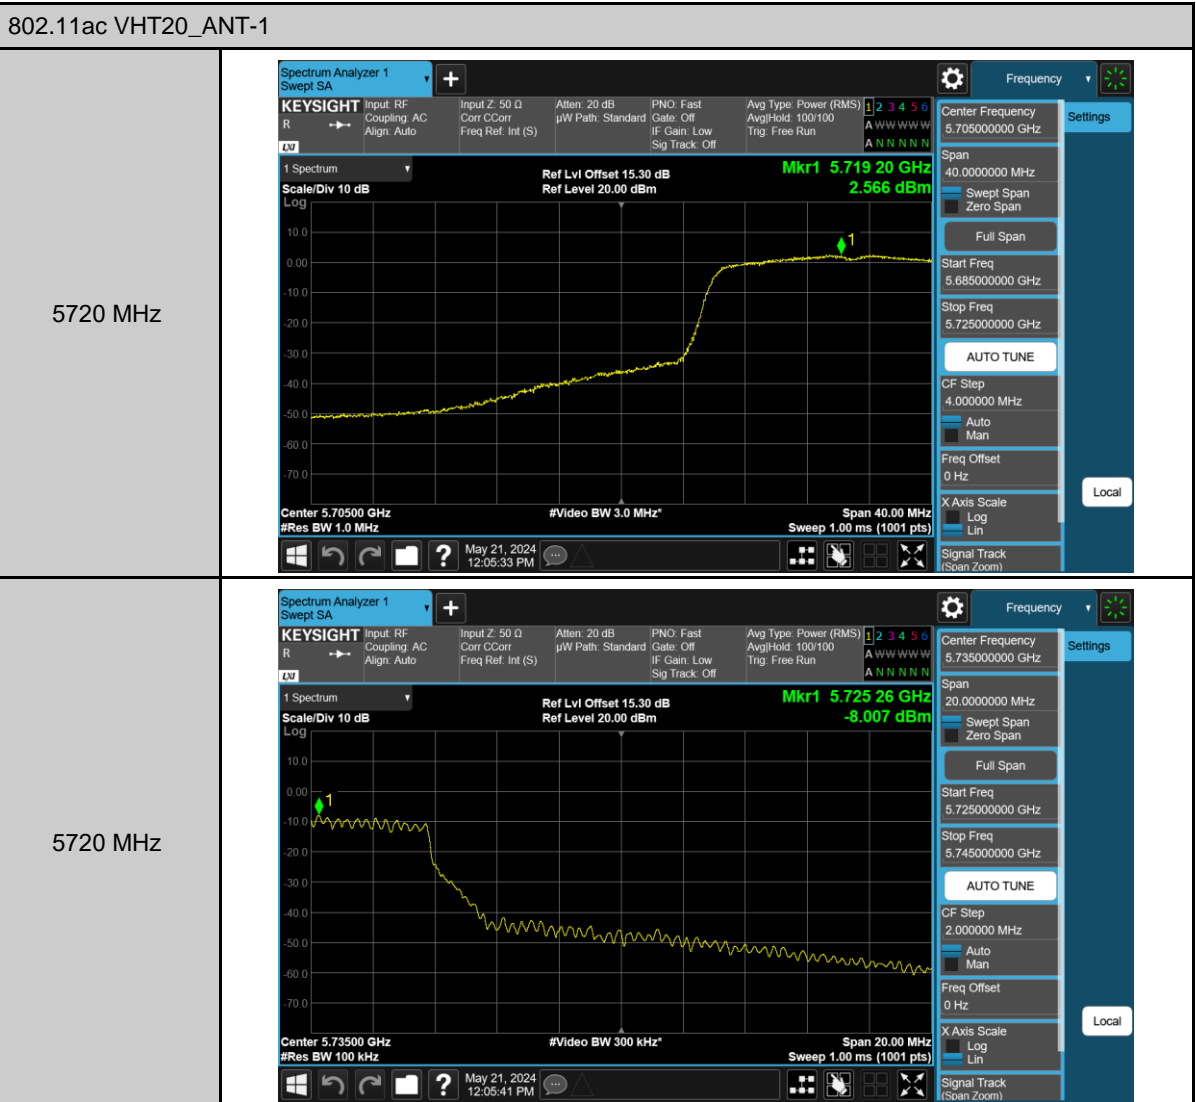 802.11ac VHT20_ANT-1
5720 MHz
Spectrum Analyzer 1
Swept SA
Frequency
KEYSIGHT
R
LXI
Input: RF
Coupling: AC
Align: Auto
Input Z: 50 Ω
Corr CCorr
Freq Ref: Int (S)
Atten: 20 dB
µW Path: Standard
PNO: Fast
Gate: Off
IF Gain: Low
Sig Track: Off
Avg Type: Power (RMS)
Avg|Hold: 100/100
Trig: Free Run
1 2 3 4 5 6
A W W W W W
A N N N N N
1 Spectrum
Scale/Div 10 dB
Log
Ref Lvl Offset 15.30 dB
Ref Level 20.00 dBm
Mkr1 5.719 20 GHz
2.566 dBm
1
10.0
0.00
-10.0
-20.0
-30.0
-40.0
-50.0
-60.0
-70.0
Center 5.70500 GHz
#Res BW 1.0 MHz
#Video BW 3.0 MHz*
Span 40.00 MHz
Sweep 1.00 ms (1001 pts)
May 21, 2024
12:05:33 PM
Center Frequency
5.705000000 GHz
Span
40.0000000 MHz
Swept Span
Zero Span
Full Span
Start Freq
5.685000000 GHz
Stop Freq
5.725000000 GHz
AUTO TUNE
CF Step
4.000000 MHz
Auto
Man
Freq Offset
0 Hz
X Axis Scale
Log
Lin
Signal Track
(Span Zoom)
Settings
Local
5720 MHz
Spectrum Analyzer 1
Swept SA
Frequency
KEYSIGHT
R
LXI
Input: RF
Coupling: AC
Align: Auto
Input Z: 50 Ω
Corr CCorr
Freq Ref: Int (S)
Atten: 20 dB
µW Path: Standard
PNO: Fast
Gate: Off
IF Gain: Low
Sig Track: Off
Avg Type: Power (RMS)
Avg|Hold: 100/100
Trig: Free Run
1 2 3 4 5 6
A W W W W W
A N N N N N
1 Spectrum
Scale/Div 10 dB
Log
Ref Lvl Offset 15.30 dB
Ref Level 20.00 dBm
Mkr1 5.725 26 GHz
-8.007 dBm
1
10.0
0.00
-10.0
-20.0
-30.0
-40.0
-50.0
-60.0
-70.0
Center 5.73500 GHz
#Res BW 100 kHz
#Video BW 300 kHz*
Span 20.00 MHz
Sweep 1.00 ms (1001 pts)
May 21, 2024
12:05:41 PM
Center Frequency
5.735000000 GHz
Span
20.0000000 MHz
Swept Span
Zero Span
Full Span
Start Freq
5.725000000 GHz
Stop Freq
5.745000000 GHz
AUTO TUNE
CF Step
2.000000 MHz
Auto
Man
Freq Offset
0 Hz
X Axis Scale
Log
Lin
Signal Track
(Span Zoom)
Settings
Local